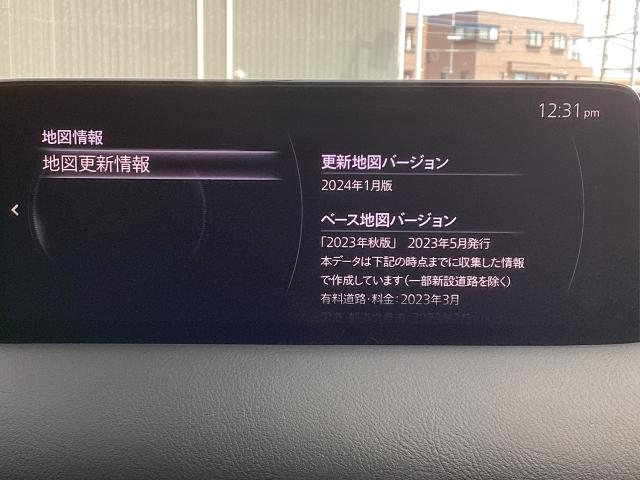 12:31pm
地図情報
地図更新情報
更新地図バージョン
2024年1月版
ベース地図バージョン
「2023年秋版」 2023年5月発行
本データは下記の時点までに収集した情報
で作成しています(一部新設道路を除く)
有料道路・料金:2023年3月